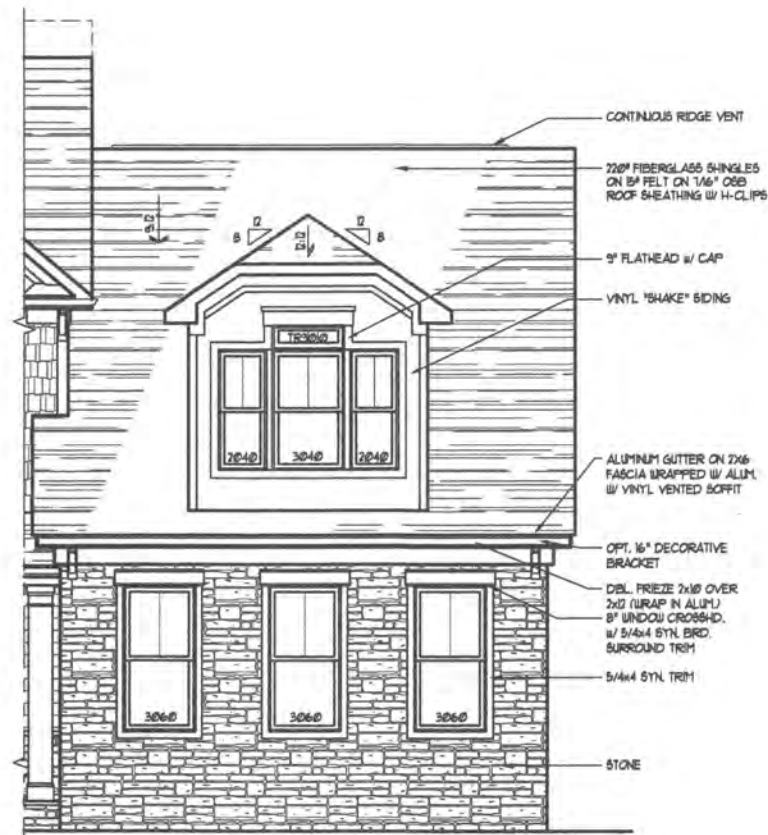 CONTINUOUS RIDGE VENT
220# FIBERGLASS SHINGLES
ON 15# FELT ON 7/16" OSB
ROOF SHEATHING W/ H-CLIPS
12
8
12:12
12
8
9" FLATHEAD w/ CAP
VINYL "SHAKE" SIDING
TR3010
2040
3040
2040
ALUMINUM GUTTER ON 2X6
FASCIA WRAPPED W/ ALUM.
W/ VINYL VENTED SOFFIT
OPT. 16" DECORATIVE
BRACKET
DBL. FRIEZE 2x10 OVER
2x12 (WRAP IN ALUM.)
8" WINDOW CROSSHD.
w/ 5/4x4 SYN. BRD.
SURROUND TRIM
5/4x4 SYN. TRIM
3060
3060
3060
STONE